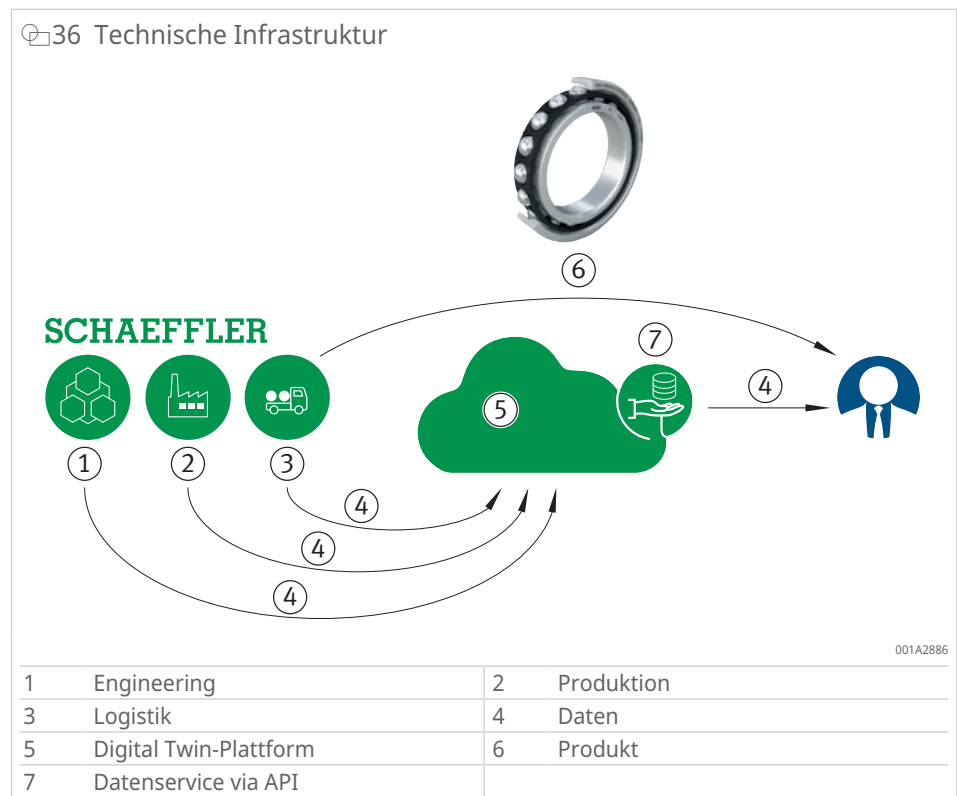 36 Technische Infrastruktur
6
SCHAEFFLER
7
4
5
1
2
3
4
4
4
001A2886
1 Engineering 2 Produktion
3 Logistik 4 Daten
5 Digital Twin-Plattform 6 Produkt
7 Datenservice via API